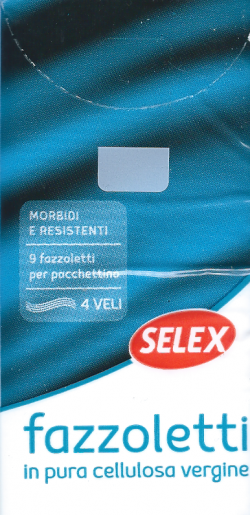 MORBIDI
E RESISTENTI
9 fazzoletti
per pacchettino
4 VELI
SELEX
fazzoletti
in pura cellulosa vergine